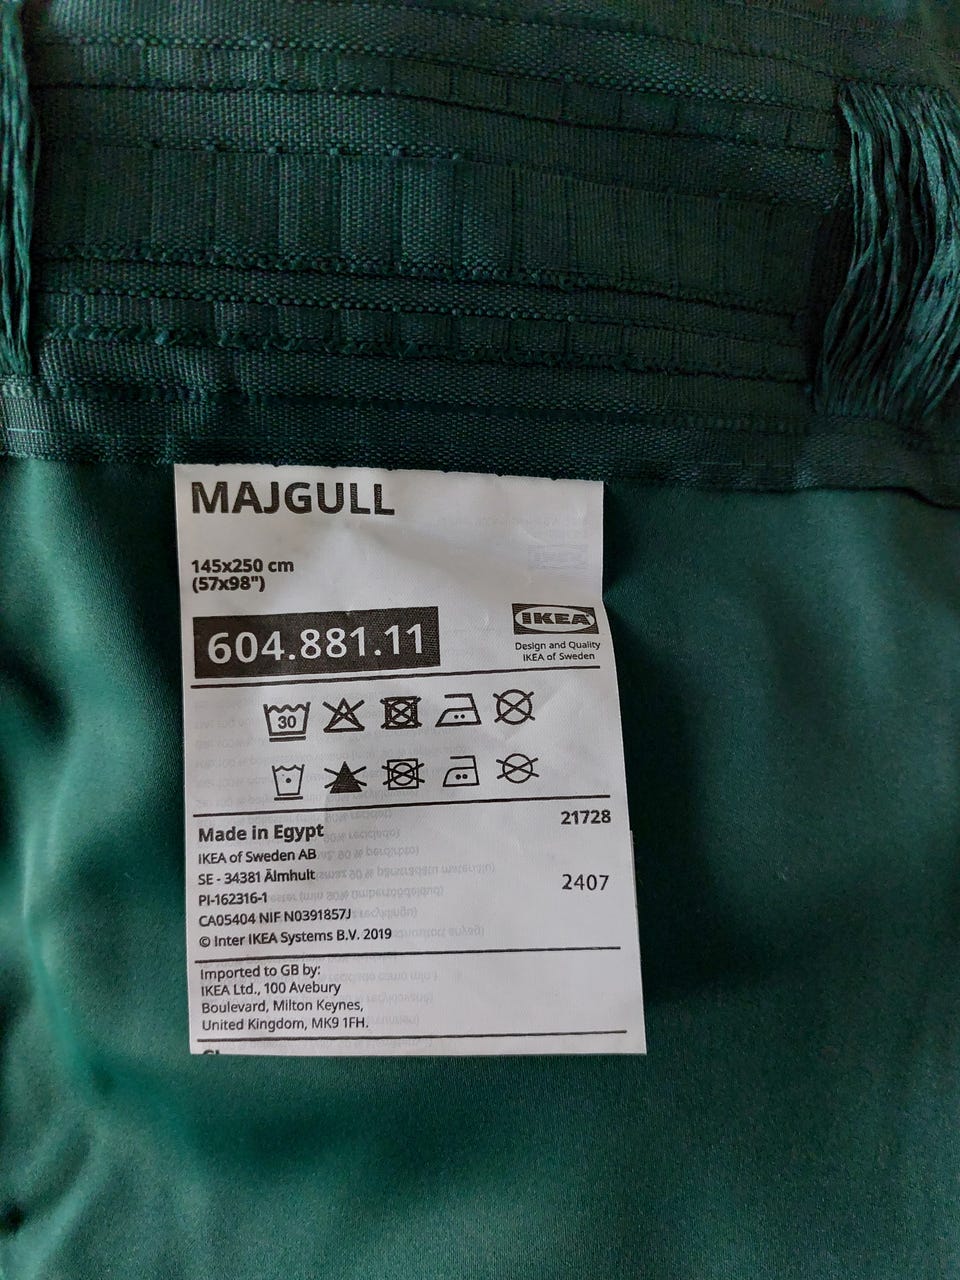 MAJGULL
145x250 cm
(57x98")
604.881.11
IKEA
Design and Quality
IKEA of Sweden
30
Made in Egypt
21728
IKEA of Sweden AB
SE - 34381 Älmhult
2407
PI-162316-1
CA05404 NIF N0391857J
© Inter IKEA Systems B.V. 2019
Imported to GB by:
IKEA Ltd., 100 Avebury
Boulevard, Milton Keynes,
United Kingdom, MK9 1FH.